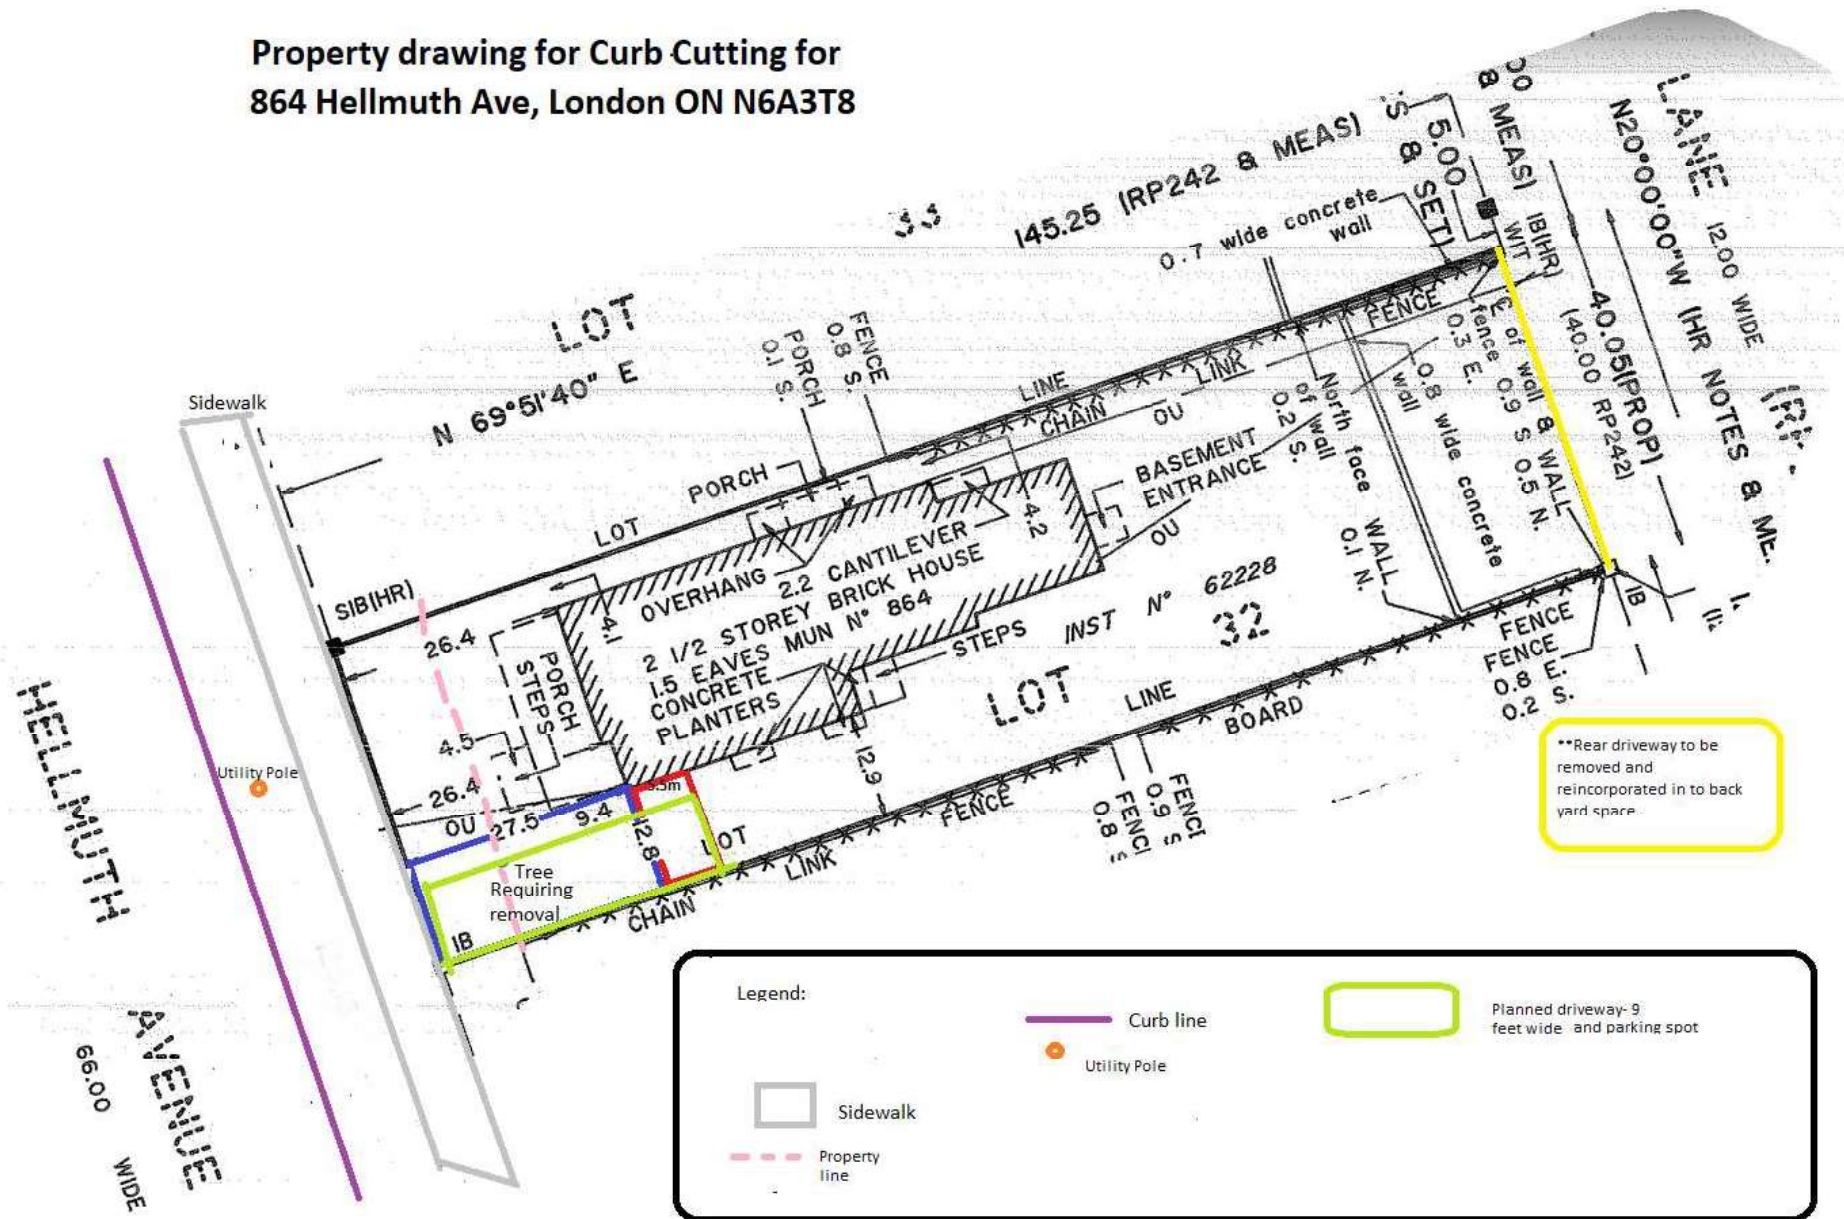 Property drawing for Curb Cutting for
864 Hellmuth Ave, London ON N6A3T8
LANE
12.00 WIDE
N20°00'00"W (HR NOTES & ME
& MEAS)
5.00
S & SET)
145.25 (RP242 & MEAS)
33
LOT
N 69°51'40" E
0.7 wide concrete
wall
IB(HR)
WIT
40.05(PROP)
(40.00 RP242)
FENCE
0.8 S.
PORCH
0.1 S.
Sidewalk
LINE
CHAIN
LINK
OU
FENCE
₵ of wall & WALL
fence 0.9 S 0.5 N.
0.3 E.
0.8 wide concrete
wall
North face
of wall
0.2 S.
WALL
0.1 N.
PORCH
LOT
BASEMENT
ENTRANCE
OU
4.2
SIB(HR)
26.4
4.1
OVERHANG
2.2 CANTILEVER
2 1/2 STOREY BRICK HOUSE
1.5 EAVES MUN N° 864
CONCRETE
PLANTERS
PORCH
STEPS
STEPS
INST N° 62228
32
LOT
LINE
BOARD
FENCE
FENCE
0.8 E.
0.2 S.
IB
4.5
26.4
Utility Pole
HELLMUTH
AVENUE
66.00 WIDE
OU
27.5
9.4
12.8
12.9
LOT
LINK
FENCE
0.9 S
0.8
CHAIN
IB
Tree
Requiring
removal
**Rear driveway to be
removed and
reincorporated in to back
yard space
Legend:
Curb line
Utility Pole
Sidewalk
Property
line
Planned driveway- 9
feet wide and parking spot